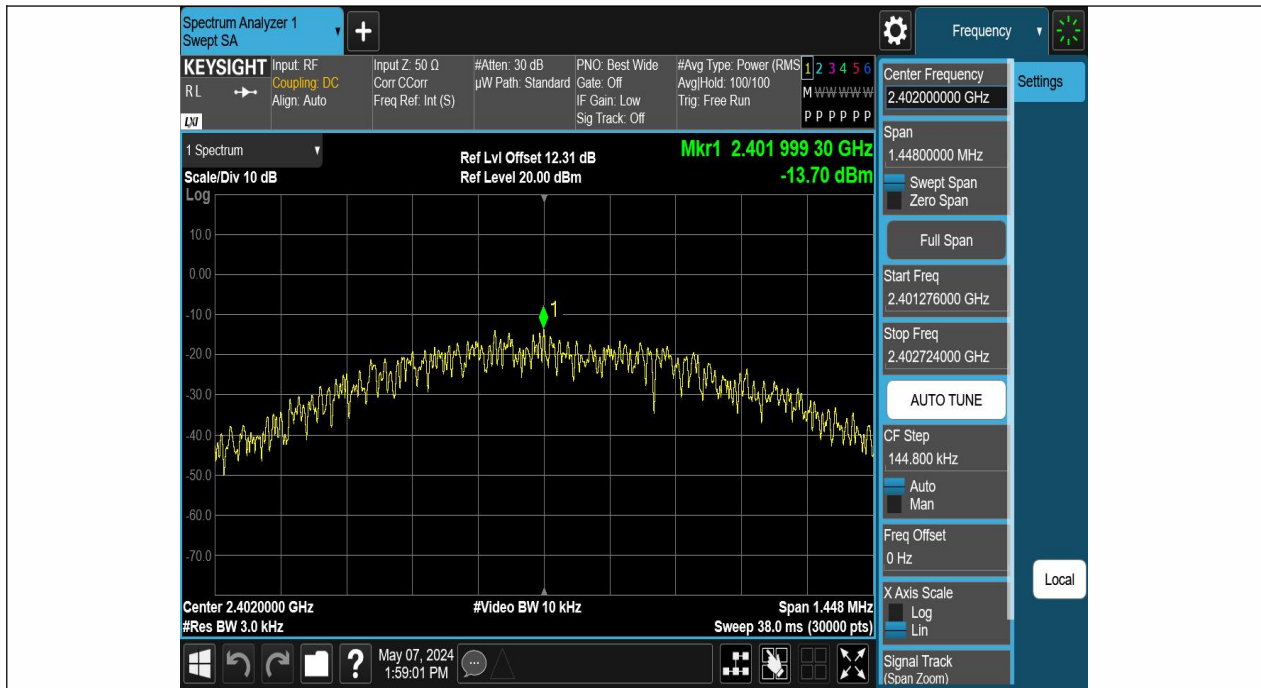 Spectrum Analyzer 1
Swept SA
+
Frequency
KEYSIGHT
R L
LXI
Input: RF
Coupling: DC
Align: Auto
Input Z: 50 Ω
Corr CCorr
Freq Ref: Int (S)
#Atten: 30 dB
µW Path: Standard
PNO: Best Wide
Gate: Off
IF Gain: Low
Sig Track: Off
#Avg Type: Power (RMS
Avg|Hold: 100/100
Trig: Free Run
1 2 3 4 5 6
M W W W W W
P P P P P P
1 Spectrum
Scale/Div 10 dB
Log
Ref Lvl Offset 12.31 dB
Ref Level 20.00 dBm
Mkr1 2.401 999 30 GHz
-13.70 dBm
10.0
0.00
-10.0
-20.0
-30.0
-40.0
-50.0
-60.0
-70.0
1
Center 2.4020000 GHz
#Res BW 3.0 kHz
#Video BW 10 kHz
Span 1.448 MHz
Sweep 38.0 ms (30000 pts)
?
May 07, 2024
1:59:01 PM
Center Frequency
2.402000000 GHz
Span
1.44800000 MHz
Swept Span
Zero Span
Full Span
Start Freq
2.401276000 GHz
Stop Freq
2.402724000 GHz
AUTO TUNE
CF Step
144.800 kHz
Auto
Man
Freq Offset
0 Hz
X Axis Scale
Log
Lin
Signal Track
(Span Zoom)
Settings
Local